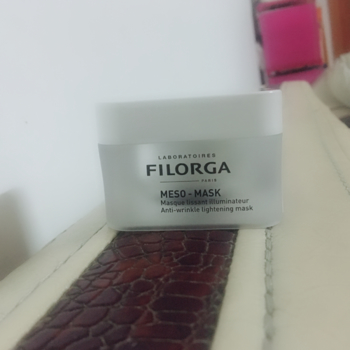 LABORATOIRES
FILORGA
PARIS
MESO-MASK
Masque lissant illuminateur
Anti-wrinkle lightening mask